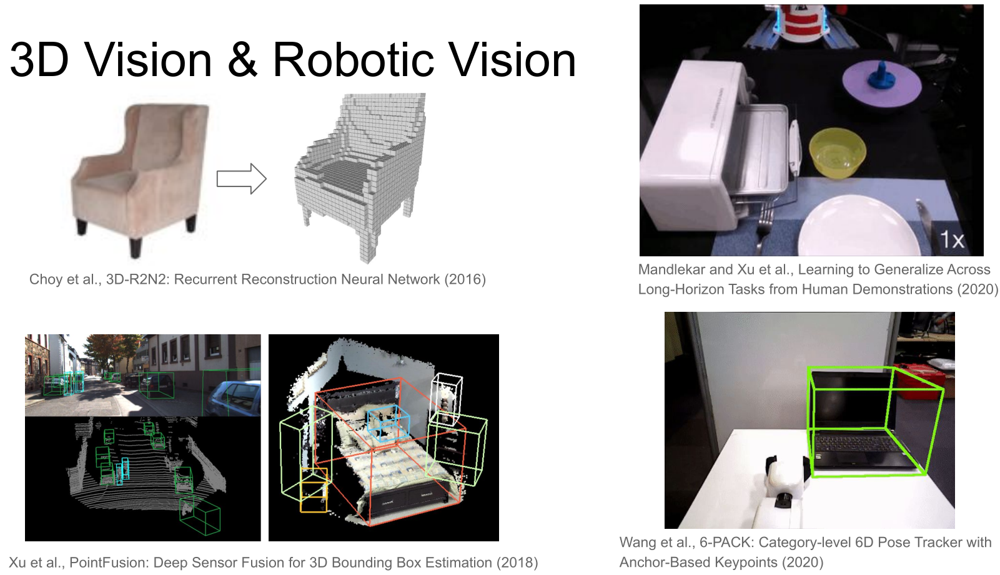 3D Vision & Robotic Vision
Choy et al., 3D-R2N2: Recurrent Reconstruction Neural Network (2016)
1x
Mandlekar and Xu et al., Learning to Generalize Across
Long-Horizon Tasks from Human Demonstrations (2020)
Xu et al., PointFusion: Deep Sensor Fusion for 3D Bounding Box Estimation (2018)
Wang et al., 6-PACK: Category-level 6D Pose Tracker with
Anchor-Based Keypoints (2020)